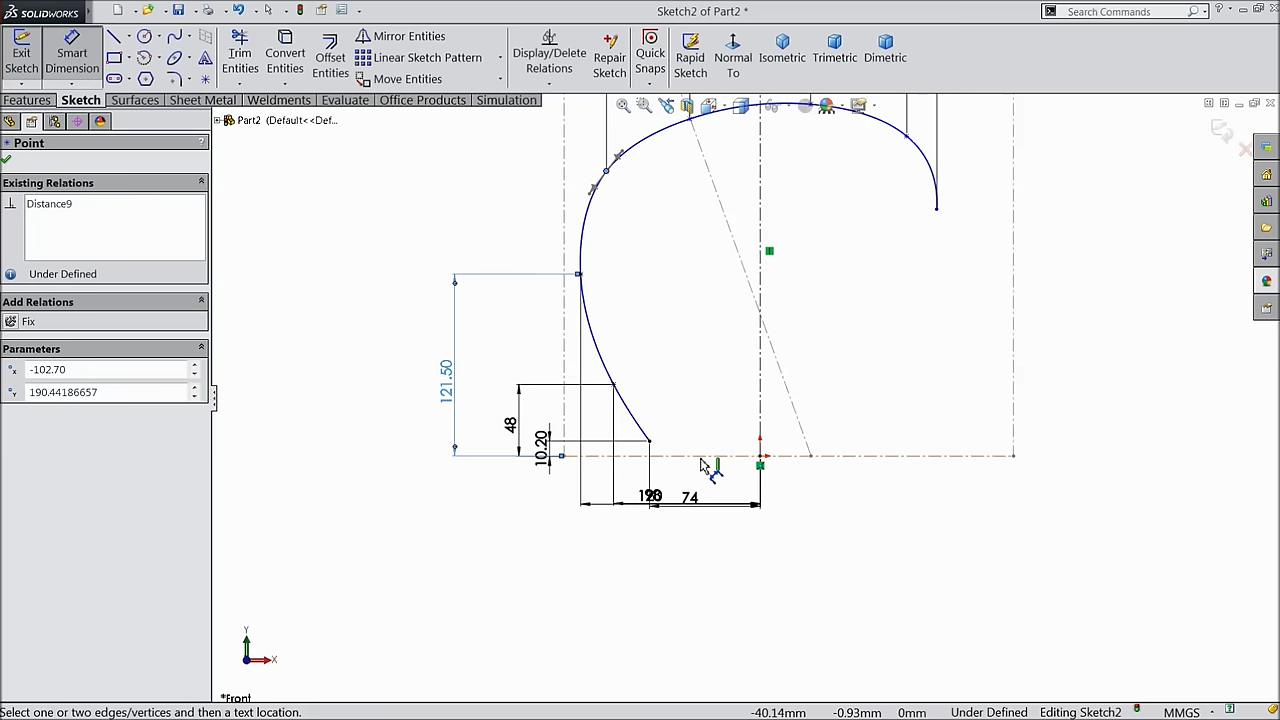 SOLIDWORKS
Sketch2 of Part2 *
Search Commands
Exit Sketch
Smart Dimension
Trim Entities
Convert Entities
Offset Entities
Mirror Entities
Linear Sketch Pattern
Move Entities
Display/Delete Relations
Repair Sketch
Quick Snaps
Rapid Sketch
Normal To
Isometric
Trimetric
Dimetric
Features
Sketch
Surfaces
Sheet Metal
Weldments
Evaluate
Office Products
Simulation
Part2 (Default<<Def...
Point
?
Existing Relations
Distance9
Under Defined
Add Relations
Fix
Parameters
-102.70
190.44186657
121.50
48
10.20
74
Y
X
*Front
Select one or two edges/vertices and then a text location.
-40.14mm
-0.93mm
0mm
Under Defined
Editing Sketch2
MMGS